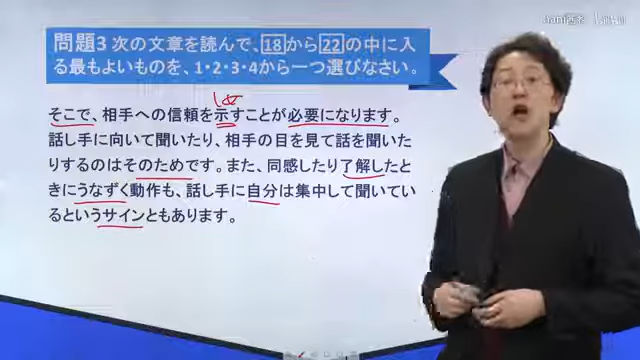 問題3 次の文章を読んで、18から22の中に入
る最もよいものを、1・2・3・4から一つ選びなさい。
しめ
そこで、相手への信頼を示すことが必要になります。
話し手に向いて聞いたり、相手の目を見て話を聞いた
りするのはそのためです。また、同感したり了解したと
きにうなずく動作も、話し手に自分は集中して聞いてい
るというサインともあります。